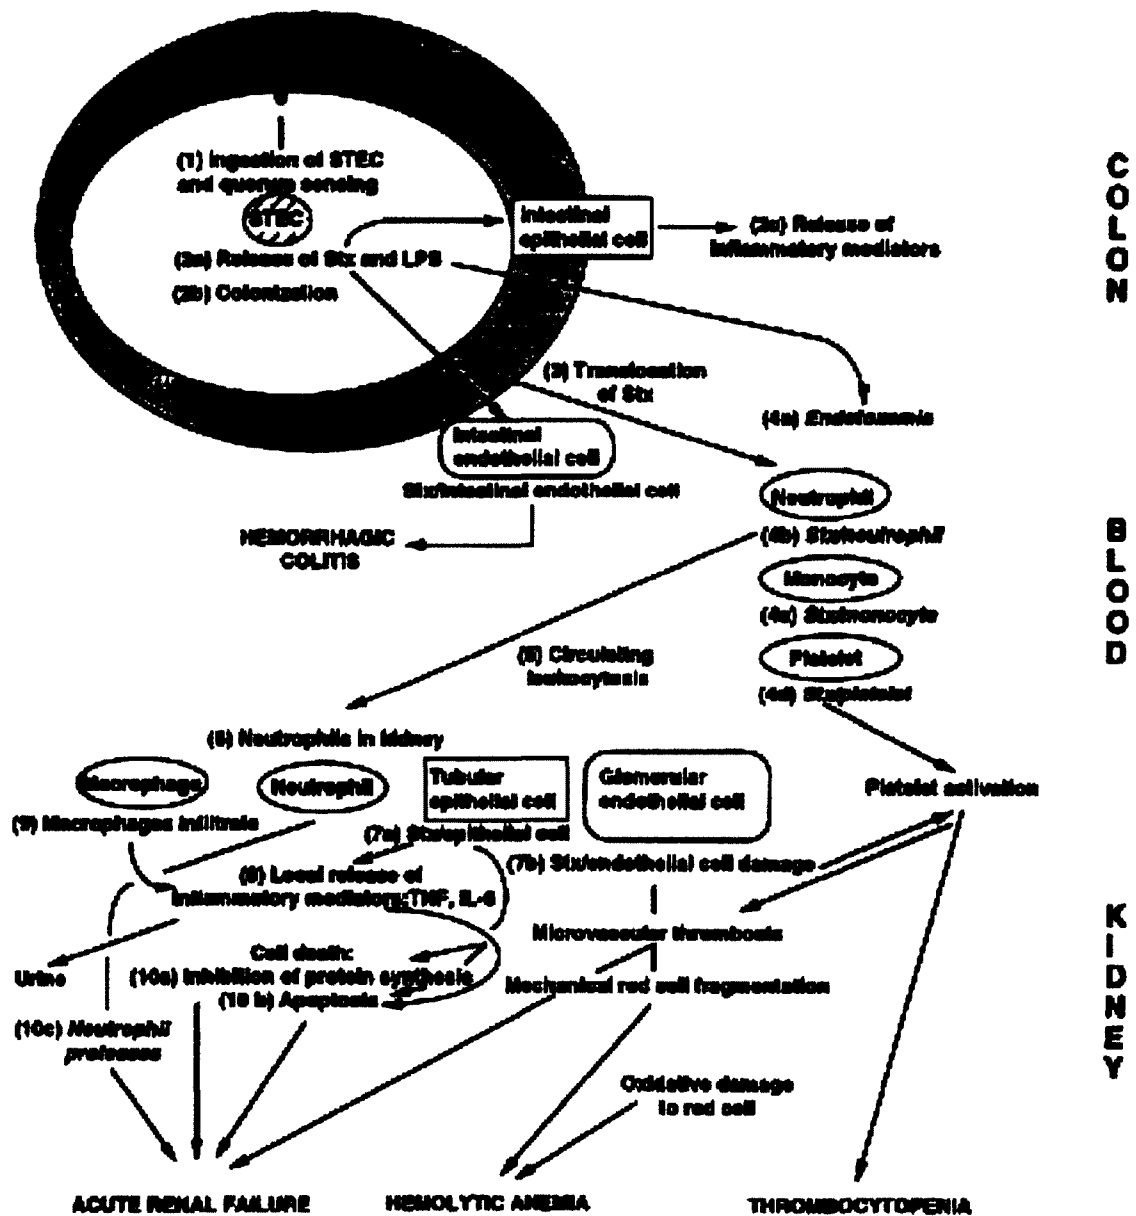 (1) Ingestion of STEC
and quorum sensing
STEC
(2a) Release of Stx and LPS
(2b) Colonization
Intestinal
epithelial cell
Release of
inflammatory mediators
COLON
(3) Translocation
of Stx
(4a) Endotoxemia
Intestinal
endothelial cell
Stx/intestinal endothelial cell
HEMORRHAGIC
COLITIS
Neutrophil
(4b) Stx/neutrophil
Monocyte
Stx/monocyte
Platelet
(4d) Stx/platelet
BLOOD
(5) Circulating
leukocytosis
(6) Neutrophils in kidney
Macrophage
Neutrophil
Tubular
epithelial cell
Glomerular
endothelial cell
Platelet activation
(9) Macrophages infiltrate
(7a) Stx/epithelial cell
(7b) Stx/endothelial cell damage
(8) Local release of
inflammatory mediators:TNF, IL-6
Microvascular thrombosis
Cell death:
Urine
(10a) Inhibition of protein synthesis
(10 b) Apoptosis
Mechanical red cell fragmentation
(10c) Neutrophil
proteases
KIDNEY
Oxidative damage
to red cell
ACUTE RENAL FAILURE
HEMOLYTIC ANEMIA
THROMBOCYTOPENIA